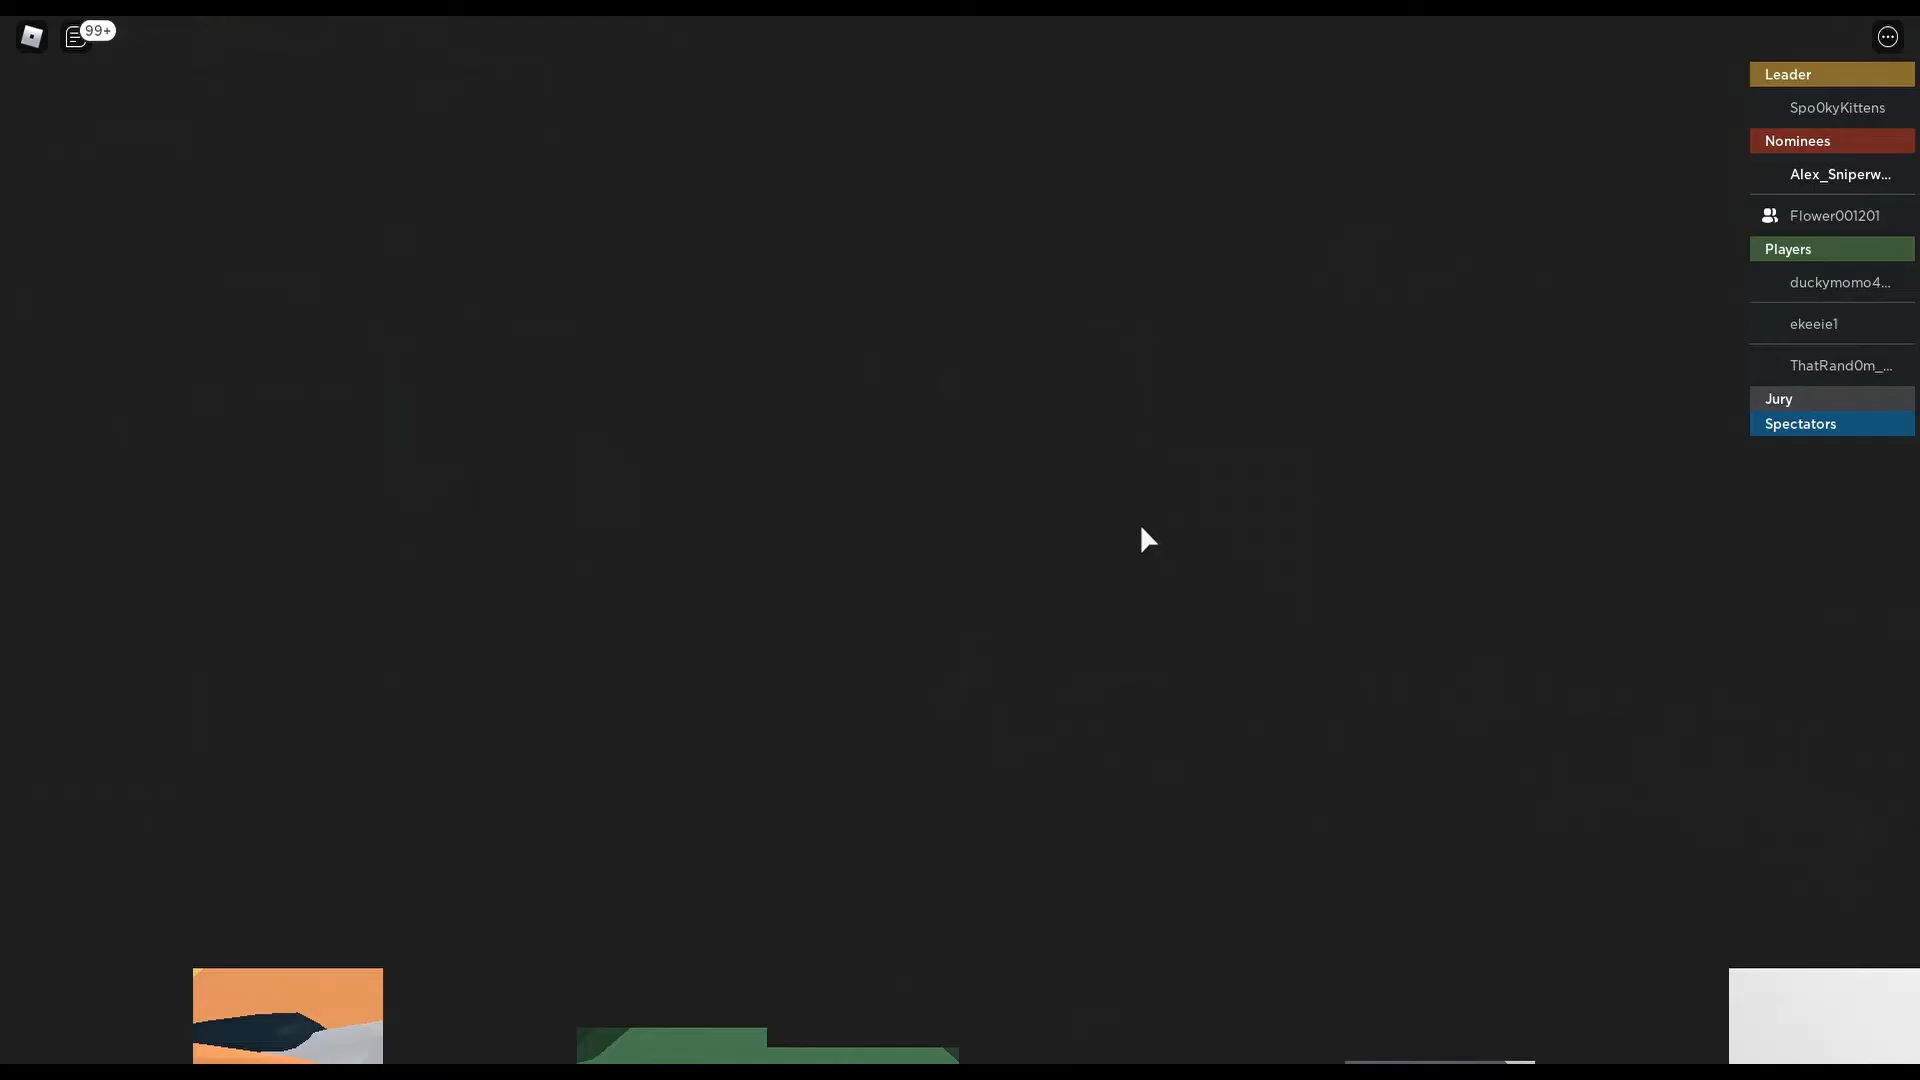 99+
Leader
Spo0kyKittens
Nominees
Alex_Sniperw...
Flower001201
Players
duckymomo4...
ekeeie1
ThatRand0m_...
Jury
Spectators